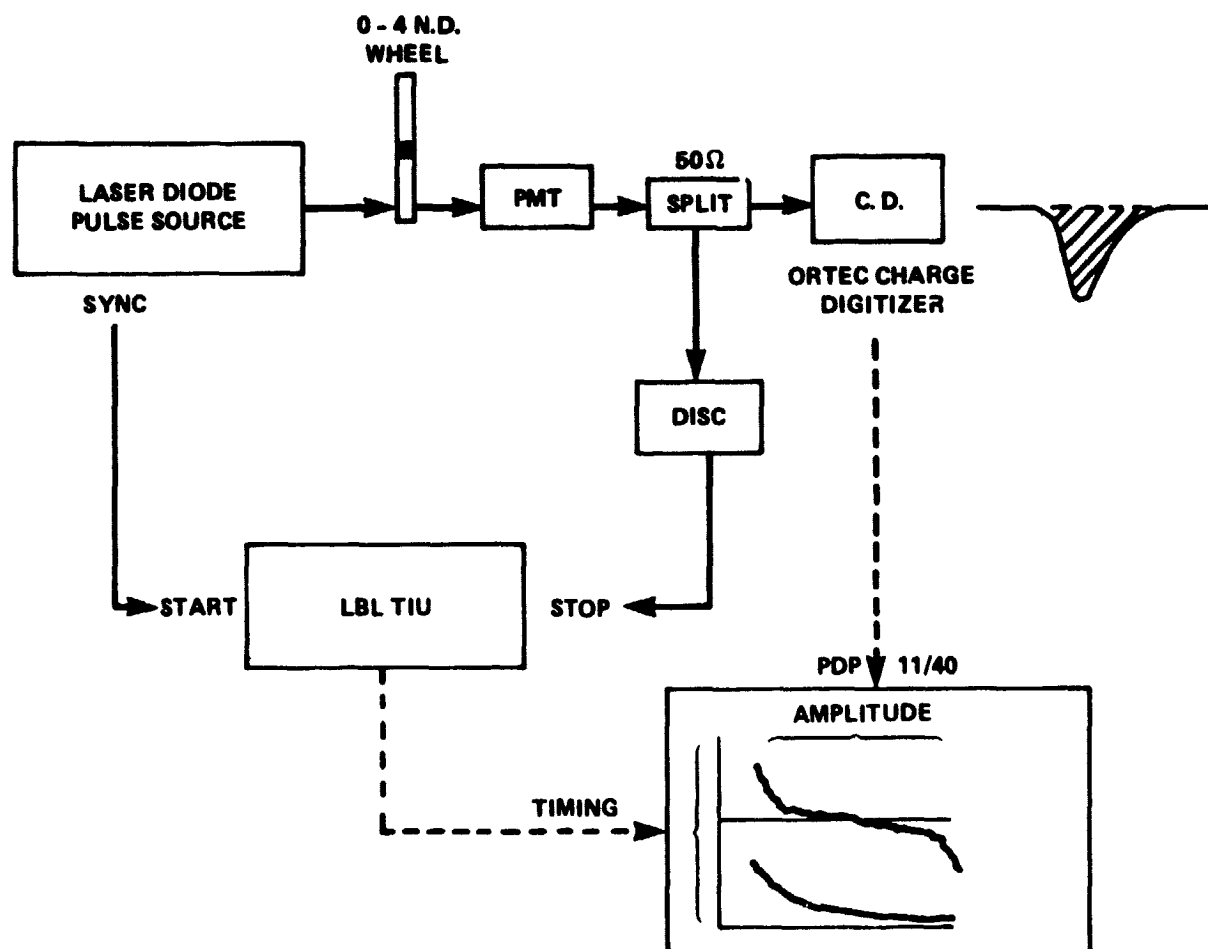 0 - 4 N.D.
WHEEL
LASER DIODE
PULSE SOURCE
PMT
50Ω
SPLIT
C. D.
ORTEC CHARGE
DIGITIZER
SYNC
DISC
START
LBL TIU
STOP
PDP 11/40
AMPLITUDE
TIMING